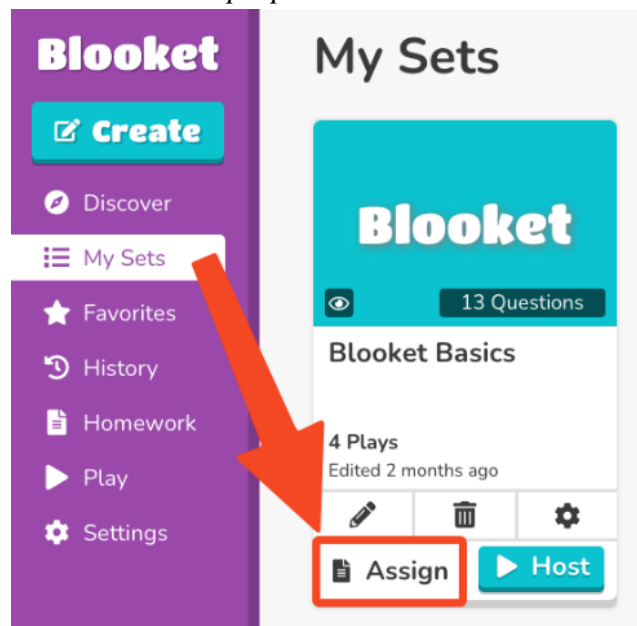 Blooket
Create
Discover
My Sets
Favorites
History
Homework
Play
Settings
My Sets
Blooket
13 Questions
Blooket Basics
4 Plays
Edited 2 months ago
Assign
Host